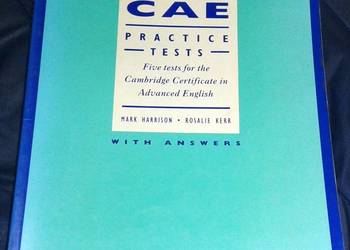 CAE
PRACTICE
TESTS
Five tests for the
Cambridge Certificate in
Advanced English
MARK HARRISON • ROSALIE KERR
WITH ANSWERS